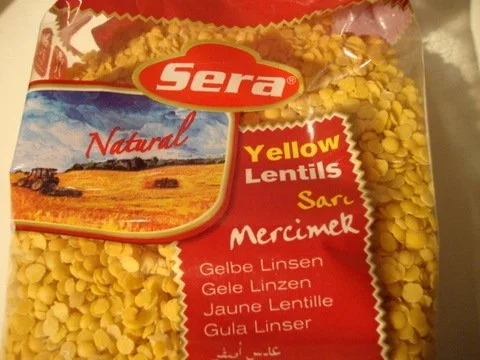 Sera®
Natural
Yellow
Lentils
Sarı
Mercimek
Gelbe Linsen
Gele Linzen
Jaune Lentille
Gula Linser